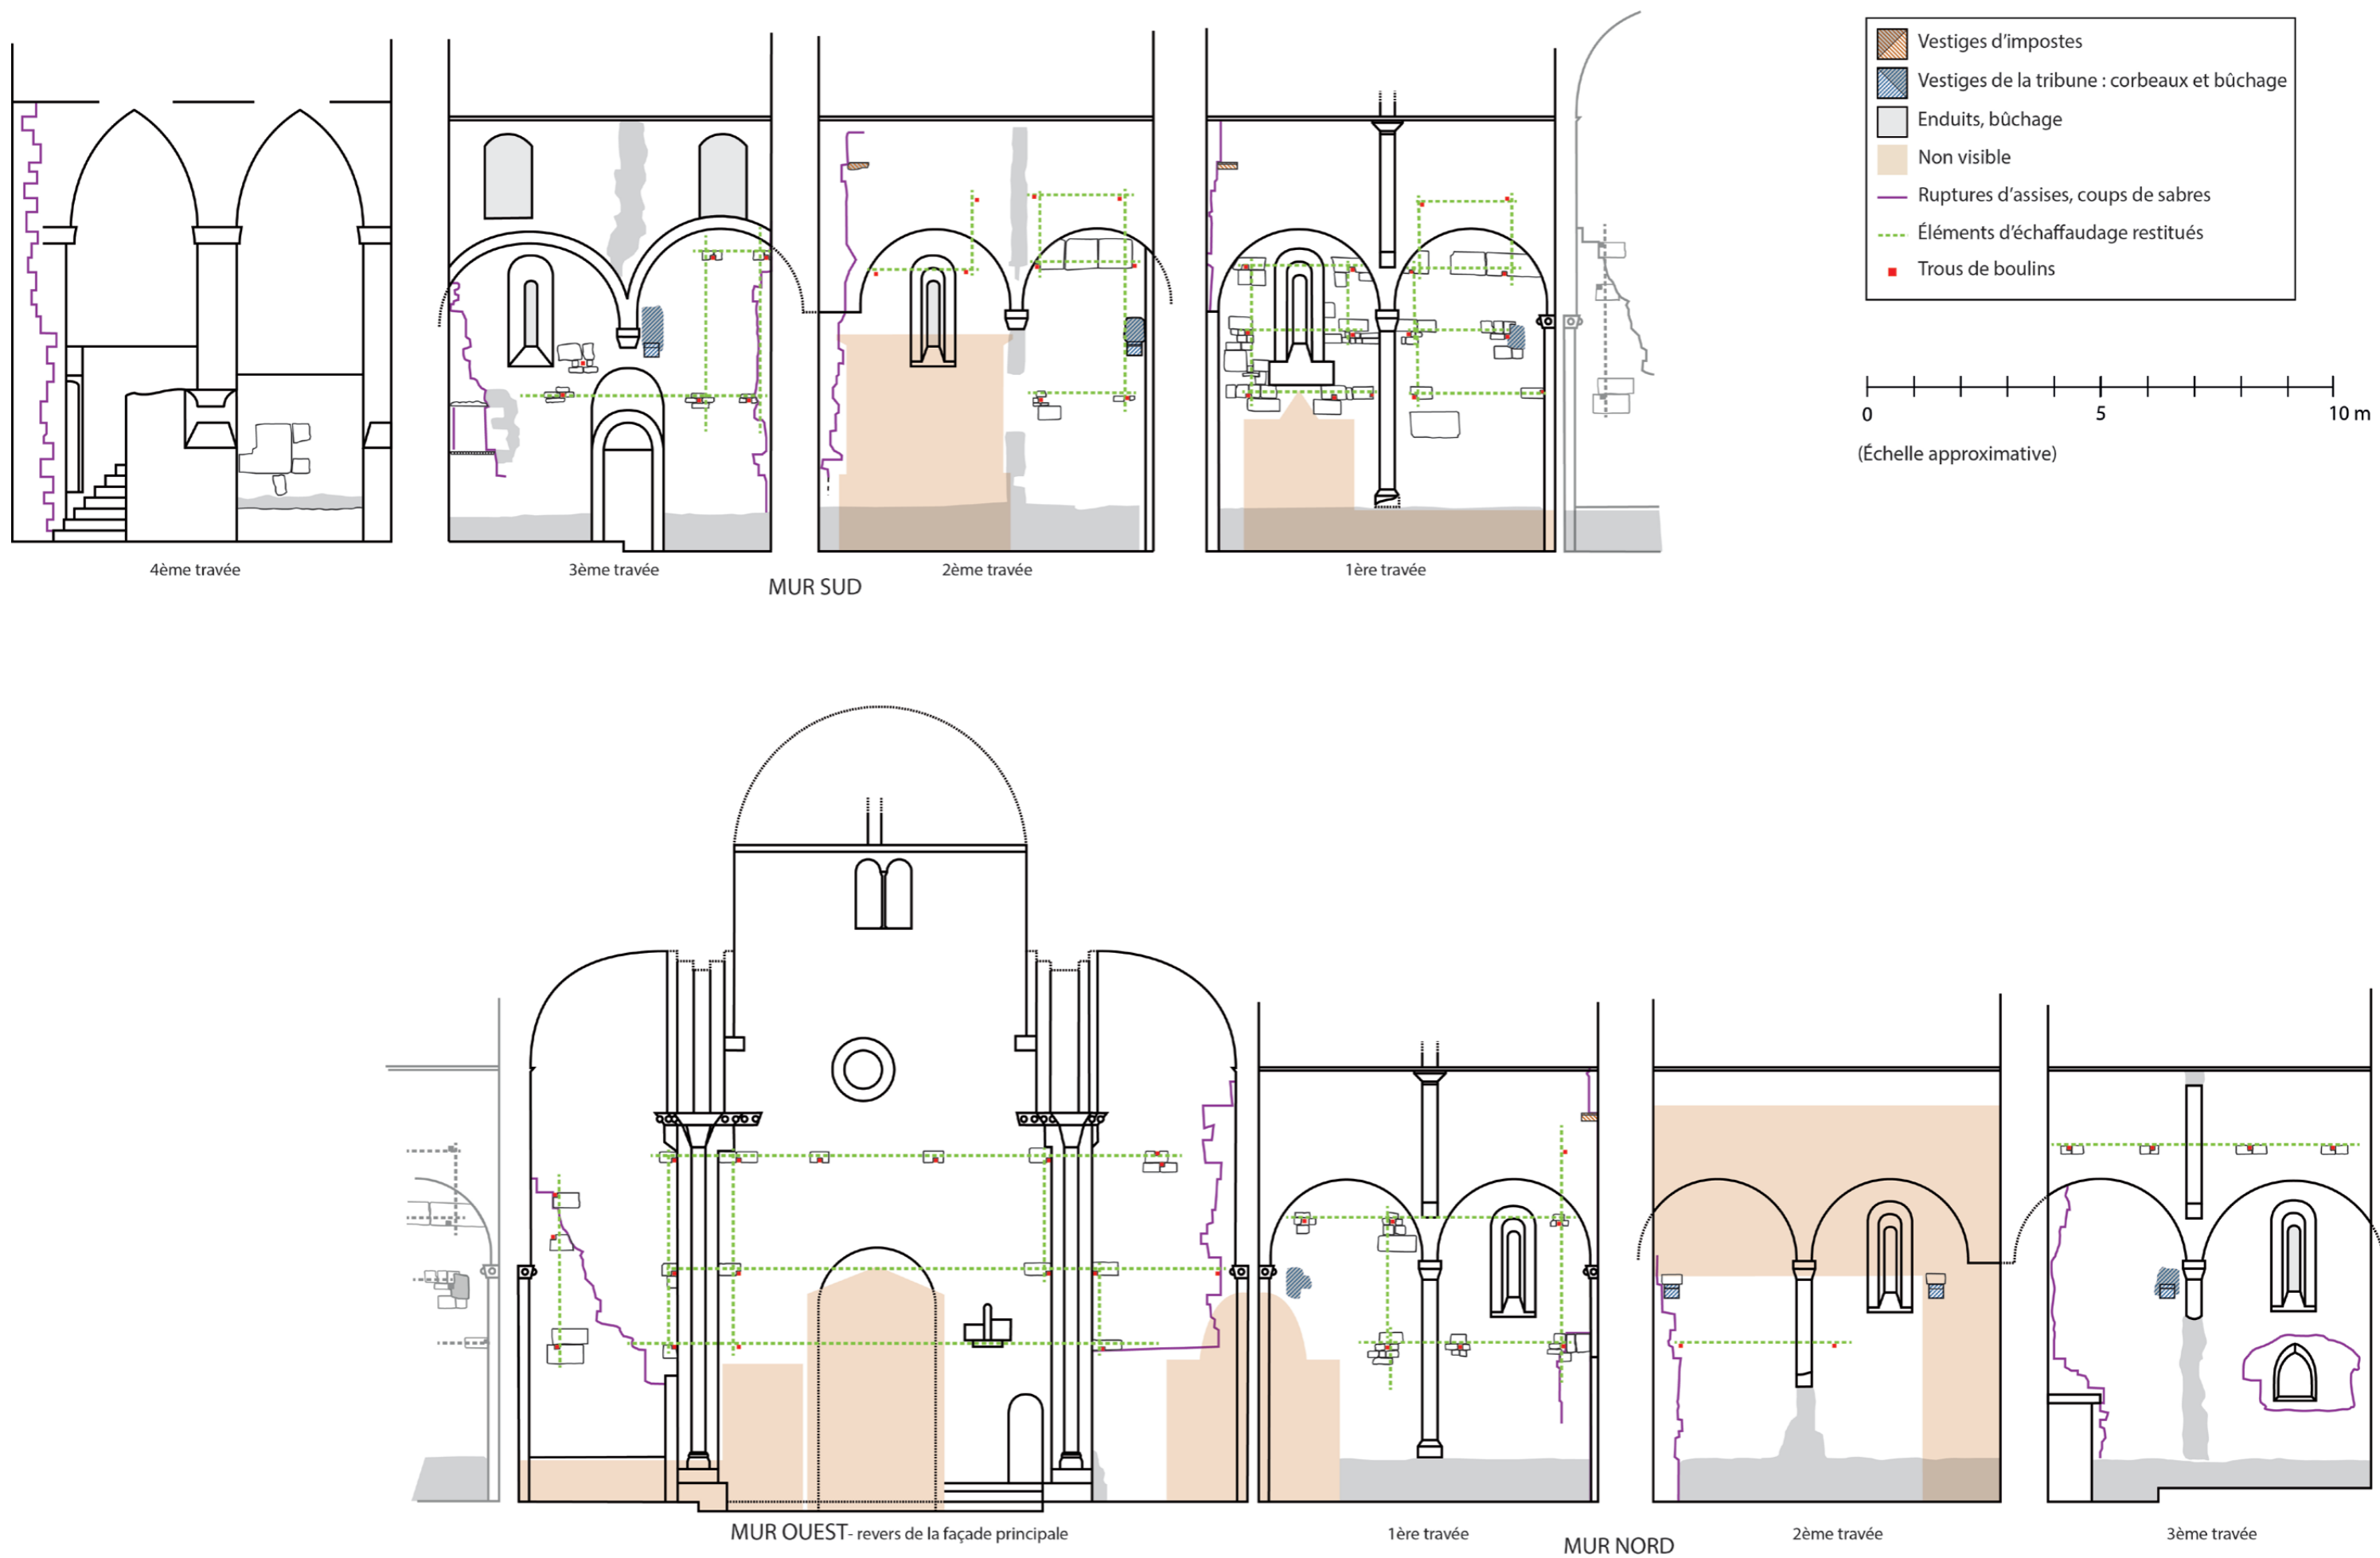 Vestiges d'impostes
Vestiges de la tribune : corbeaux et bûchage
Enduits, bûchage
Non visible
Ruptures d'assises, coups de sabres
Éléments d'échaffaudage restitués
Trous de boulins
0 5 10 m
(Échelle approximative)
4ème travée 3ème travée 2ème travée 1ère travée
MUR SUD
MUR OUEST- revers de la façade principale 1ère travée 2ème travée 3ème travée
MUR NORD